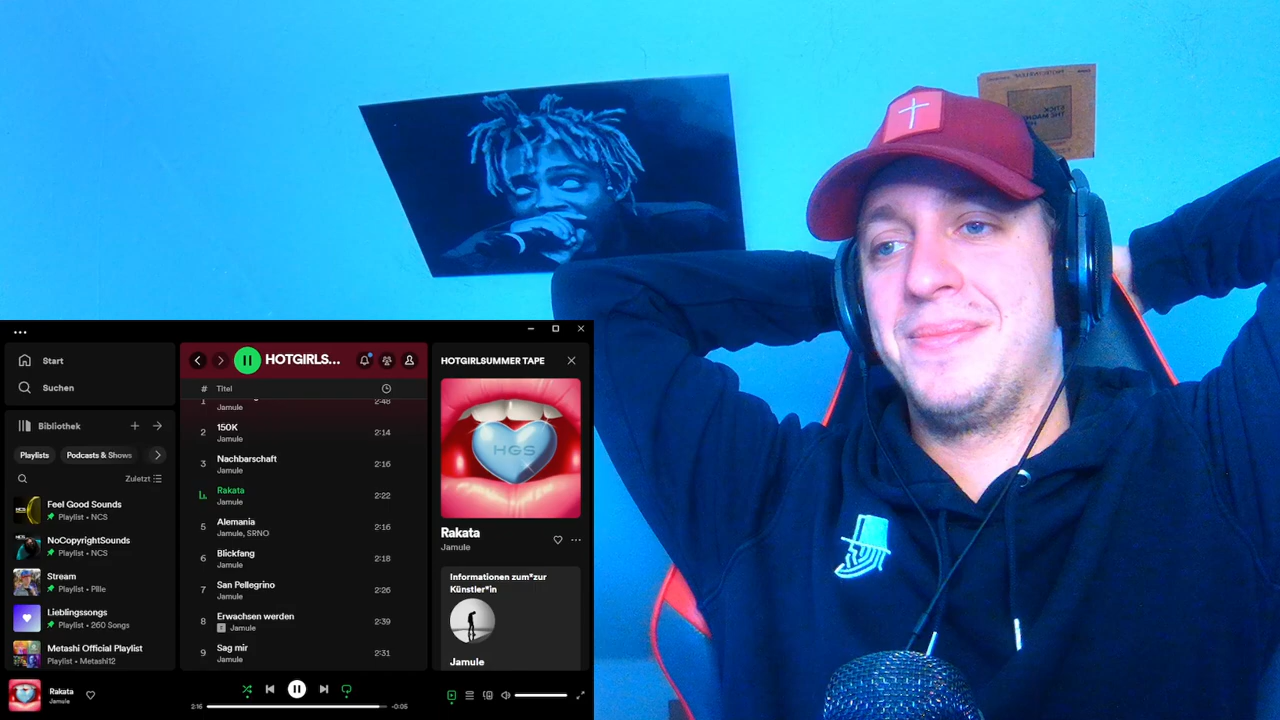 Start
Suchen
Bibliothek
Playlists
Podcasts & Shows
Zuletzt
Feel Good Sounds
Playlist • NCS
NoCopyrightSounds
Playlist • NCS
Stream
Playlist • Pille
Lieblingssongs
Playlist • 260 Songs
Metashi Official Playlist
Playlist • Metashi12
HOTGIRLS...
# Titel
1 Jamule 2:48
2 150K 2:14
Jamule
3 Nachbarschaft 2:16
Jamule
Rakata 2:22
Jamule
5 Alemania 2:16
Jamule, SRNO
6 Blickfang 2:18
Jamule
7 San Pellegrino 2:26
Jamule
8 Erwachsen werden 2:39
Jamule
9 Sag mir 2:31
Jamule
HOTGIRLSUMMER TAPE
HGS
Rakata
Jamule
Informationen zum*zur
Künstler*in
Jamule
Rakata
Jamule
2:16
-0:05